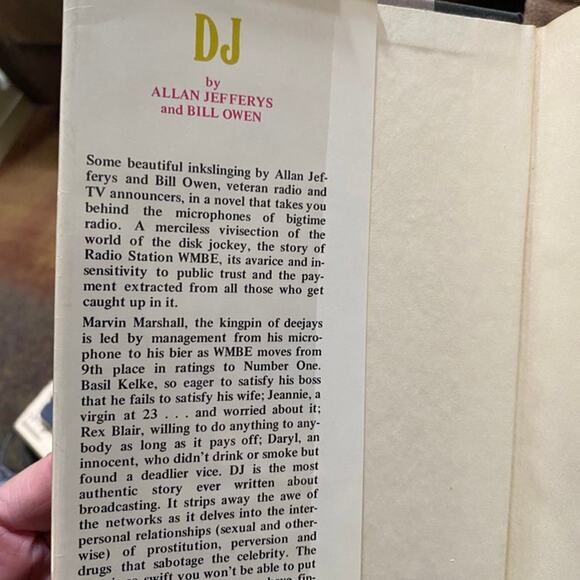 DJ
by
ALLAN JEFFERYS
and BILL OWEN
Some beautiful inkslinging by Allan Jef-
ferys and Bill Owen, veteran radio and
TV announcers, in a novel that takes you
behind the microphones of bigtime
radio. A merciless vivisection of the
world of the disk jockey, the story of
Radio Station WMBE, its avarice and in-
sensitivity to public trust and the pay-
ment extracted from all those who get
caught up in it.
Marvin Marshall, the kingpin of deejays
is led by management from his micro-
phone to his bier as WMBE moves from
9th place in ratings to Number One.
Basil Kelke, so eager to satisfy his boss
that he fails to satisfy his wife; Jeannie, a
virgin at 23 . . . and worried about it;
Rex Blair, willing to do anything to any-
body as long as it pays off; Daryl, an
innocent, who didn't drink or smoke but
found a deadlier vice. DJ is the most
authentic story ever written about
broadcasting. It strips away the awe of
the networks as it delves into the inter-
personal relationships (sexual and other-
wise) of prostitution, perversion and
drugs that sabotage the celebrity. The
so swift you won't be able to put
fin-